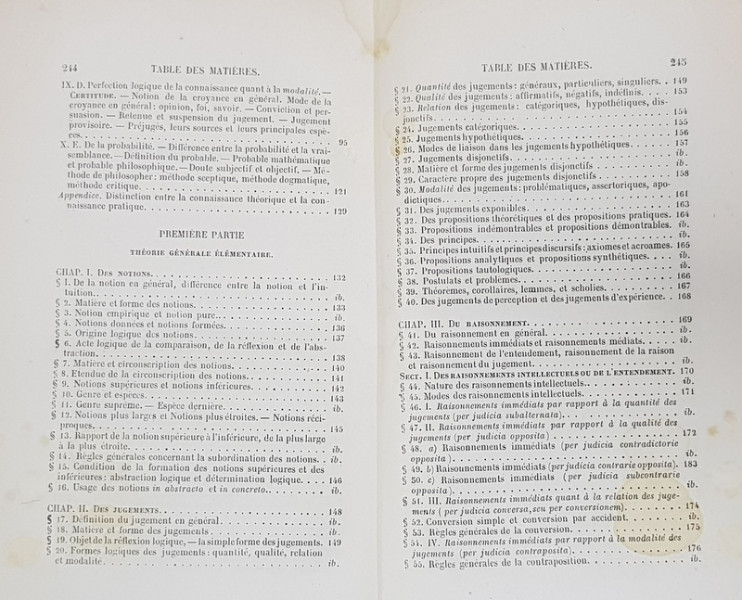 244 TABLE DES MATIÈRES.
IX. D. Perfection logique de la connaissance quant à la modalité. —
CERTITUDE. — Notion de la croyance en général. Mode de la
croyance en général : opinion, foi, savoir. — Conviction et per-
suasion. — Retenue et suspension du jugement. — Jugement
provisoire. — Préjugés, leurs sources et leurs principales espè-
ces. 95
X. E. De la probabilité. — Différence entre la probabilité et la vrai-
semblance. — Définition du probable. — Probable mathématique
et probable philosophique. — Doute subjectif et objectif. — Mé-
thode de philosopher : méthode sceptique, méthode dogmatique,
méthode critique. 121
Appendice. Distinction entre la connaissance théorique et la con-
naissance pratique. 129
PREMIÈRE PARTIE
THÉORIE GÉNÉRALE ÉLÉMENTAIRE.
CHAP. I. DES NOTIONS. 132
§ 1. De la notion en général, différence entre la notion et l'in-
tuition. ib.
§ 2. Matière et forme des notions. 133
§ 3. Notion empirique et notion pure. ib.
§ 4. Notions données et notions formées. 136
§ 5. Origine logique des notions. 137
§ 6. Acte logique de la comparaison, de la réflexion et de l'abs-
traction. 138
§ 7. Matière et circonscription des notions. 140
§ 8. Etendue de la circonscription des notions. 141
§ 9. Notions supérieures et notions inférieures. 142
§ 10. Genre et espèces. 143
§ 11. Genre suprême. — Espèce dernière. ib.
§ 12. Notions plus larges et Notions plus étroites. — Notions réci-
proques. 145
§ 13. Rapport de la notion supérieure à l'inférieure, de la plus large
à la plus étroite. ib.
§ 14. Règles générales concernant la subordination des notions. ib.
§ 15. Condition de la formation des notions supérieures et des
inférieures : abstraction logique et détermination logique. 146
§ 16. Usage des notions in abstracto et in concreto. ib.
CHAP. II. DES JUGEMENTS. 148
§ 17. Définition du jugement en général. ib.
§ 18. Matière et forme des jugements. ib.
§ 19. Objet de la réflexion logique, — la simple forme des jugements. 149
§ 20. Formes logiques des jugements : quantité, qualité, relation
et modalité. ib.
TABLE DES MATIÈRES. 245
§ 21. Quantité des jugements : généraux, particuliers, singuliers. 149
§ 22. Qualité des jugements : affirmatifs, négatifs, indéfinis. 153
§ 23. Relation des jugements : catégoriques, hypothétiques, dis-
jonctifs. 154
§ 24. Jugements catégoriques. 155
§ 25. Jugements hypothétiques. 156
§ 26. Modes de liaison dans les jugements hypothétiques. 157
§ 27. Jugements disjonctifs. ib.
§ 28. Matière et forme des jugements disjonctifs. ib.
§ 29. Caractère propre des jugements disjonctifs. 158
§ 30. Modalité des jugements : problématiques, assertoriques, apo-
dictiques. 161
§ 31. Des jugements exponibles. 163
§ 32. Des propositions théorétiques et des propositions pratiques. 164
§ 33. Propositions indémontrables et propositions démontrables. ib.
§ 34. Des principes. ib.
§ 35. Principes intuitifs et principes discursifs : axiomes et acroames. 165
§ 36. Propositions analytiques et propositions synthétiques. ib.
§ 37. Propositions tautologiques. ib.
§ 38. Postulats et problèmes. 166
§ 39. Théorèmes, corollaires, lemmes, et scholies. 167
§ 40. Des jugements de perception et des jugements d'expérience. 168
CHAP. III. DU RAISONNEMENT. 169
§ 41. Du raisonnement en général. ib.
§ 42. Raisonnements immédiats et raisonnements médiats. ib.
§ 43. Raisonnement de l'entendement, raisonnement de la raison
et raisonnement du jugement. ib.
SECT. I. DES RAISONNEMENTS INTELLECTUELS OU DE L'ENTENDEMENT. 170
§ 44. Nature des raisonnements intellectuels. ib.
§ 45. Modes des raisonnements intellectuels. 171
§ 46. I. Raisonnements immédiats par rapport à la quantité des
jugements (per judicia subalternata). ib.
§ 47. II. Raisonnements immédiats par rapport à la qualité des
jugements (per judicia opposita) 172
§ 48. a) Raisonnements immédiats (per judicia contradictorie
opposita). ib.
§ 49. b) Raisonnements immédiats (per judicia contrarie opposita). 183
§ 50. c) Raisonnements immédiats (per judicia subcontrarie
opposita). ib.
§ 51. III. Raisonnements immédiats quant à la relation des juge-
ments (per judicia conversa, seu per conversionem). 174
§ 52. Conversion simple et conversion par accident. ib.
§ 53. Règles générales de la conversion. 175
§ 54. IV. Raisonnements immédiats par rapport à la modalité des
jugements (per judicia contraposita). 176
§ 55. Règles générales de la contraposition. ib.